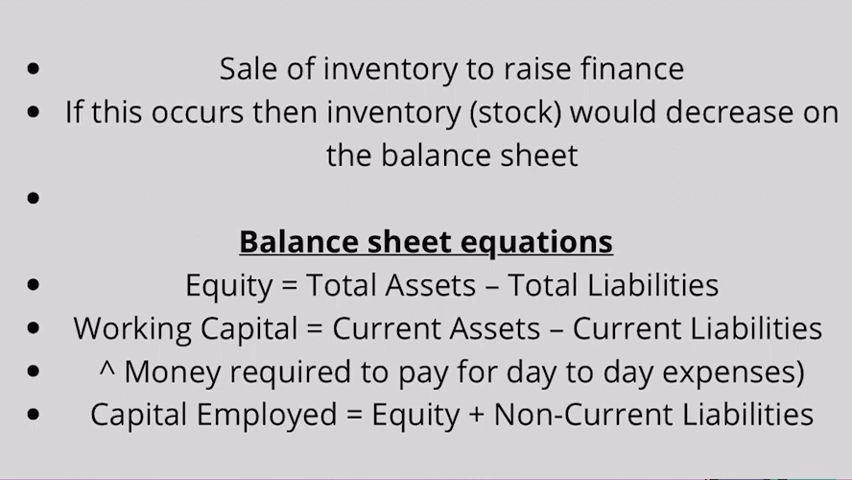 • Sale of inventory to raise finance
• If this occurs then inventory (stock) would decrease on
the balance sheet
•
Balance sheet equations
• Equity = Total Assets – Total Liabilities
• Working Capital = Current Assets – Current Liabilities
• ^ Money required to pay for day to day expenses)
• Capital Employed = Equity + Non-Current Liabilities